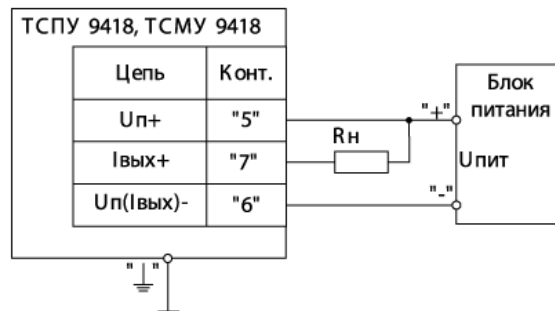 ТСПУ 9418, ТСМУ 9418
Цепь Конт.
Uп+ "5"
Iвых+ "7"
Uп(Iвых)- "6"
Rн
"+"
Блок
питания
Uпит
"-"
" "